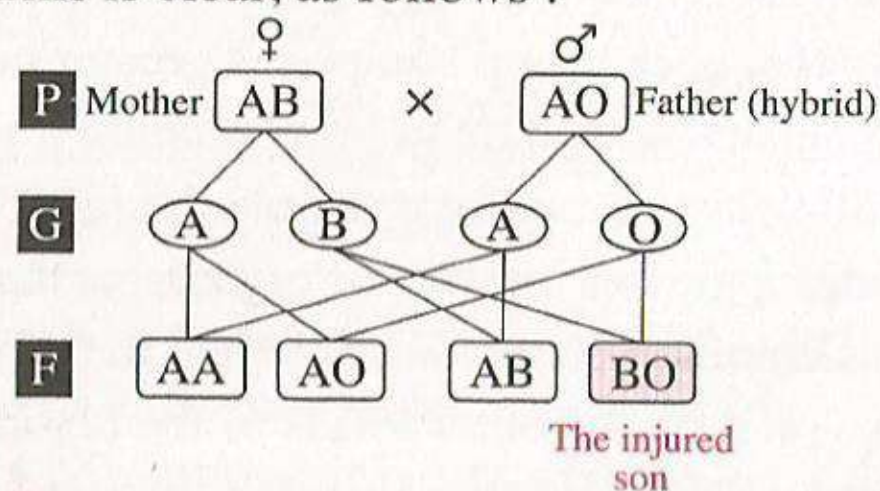 ♀ ♂
P Mother AB × AO Father (hybrid)
G A B A O
F AA AO AB BO
The injured
son